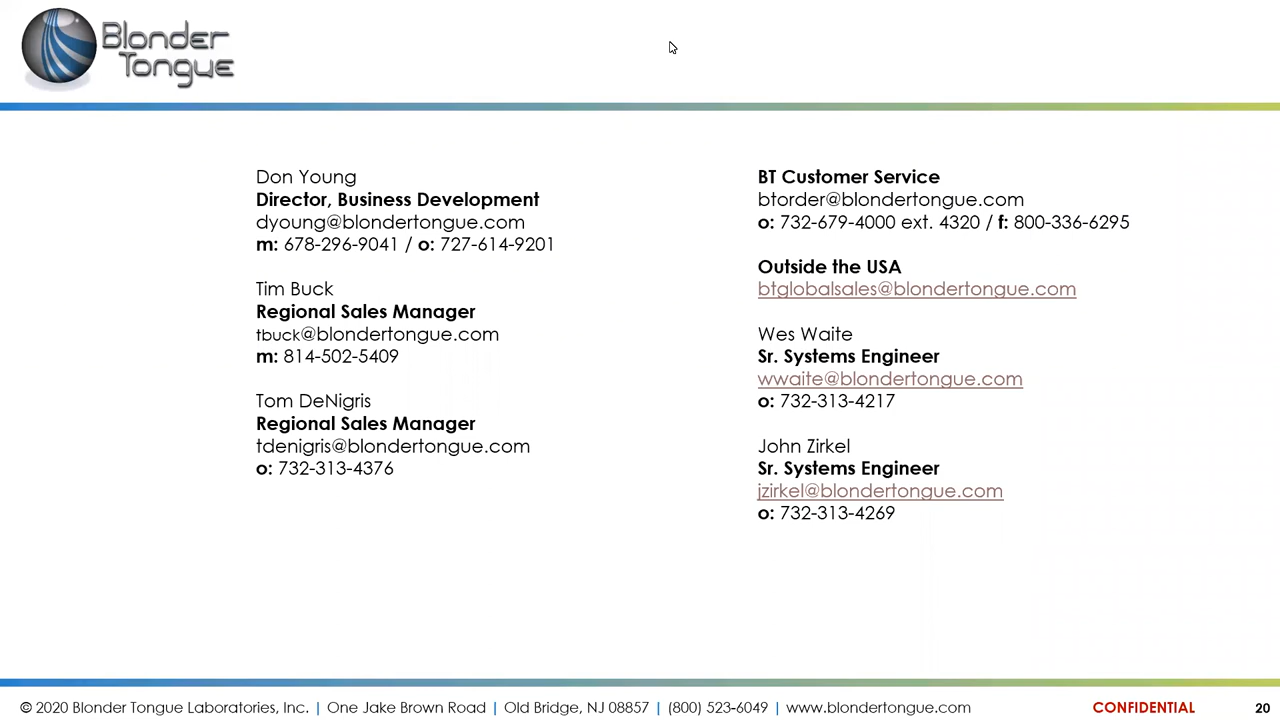 Blonder
Tongue
Don Young
Director, Business Development
dyoung@blondertongue.com
m: 678-296-9041 / o: 727-614-9201
Tim Buck
Regional Sales Manager
tbuck@blondertongue.com
m: 814-502-5409
Tom DeNigris
Regional Sales Manager
tdenigris@blondertongue.com
o: 732-313-4376
BT Customer Service
btorder@blondertongue.com
o: 732-679-4000 ext. 4320 / f: 800-336-6295
Outside the USA
btglobalsales@blondertongue.com
Wes Waite
Sr. Systems Engineer
wwaite@blondertongue.com
o: 732-313-4217
John Zirkel
Sr. Systems Engineer
jzirkel@blondertongue.com
o: 732-313-4269
© 2020 Blonder Tongue Laboratories, Inc. | One Jake Brown Road | Old Bridge, NJ 08857 | (800) 523-6049 | www.blondertongue.com CONFIDENTIAL 20